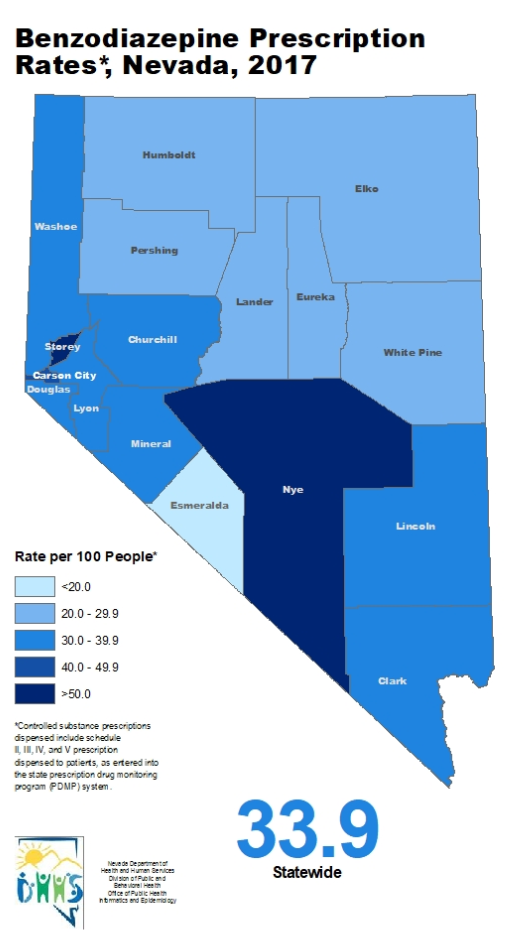 Benzodiazepine Prescription
Rates*, Nevada, 2017
Humboldt
Elko
Washoe
Pershing
Lander
Eureka
Churchill
Storey
White Pine
Carson City
Douglas
Lyon
Mineral
Nye
Esmeralda
Lincoln
Clark
Rate per 100 People*
<20.0
20.0 - 29.9
30.0 - 39.9
40.0 - 49.9
>50.0
*Controlled substance prescriptions
dispensed include schedule
II, III, IV, and V prescription
dispensed to patients, as entered into
the state prescription drug monitoring
program (PDMP) system.
33.9
Statewide
DHHS
Nevada Department of
Health and Human Services
Division of Public and
Behavioral Health
Office of Public Health
Informatics and Epidemiology